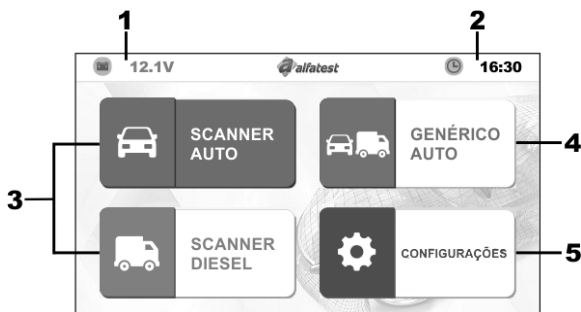 1
2
12.1V
alfatest
16:30
SCANNER
AUTO
GENÉRICO
AUTO
3
4
SCANNER
DIESEL
CONFIGURAÇÕES
5